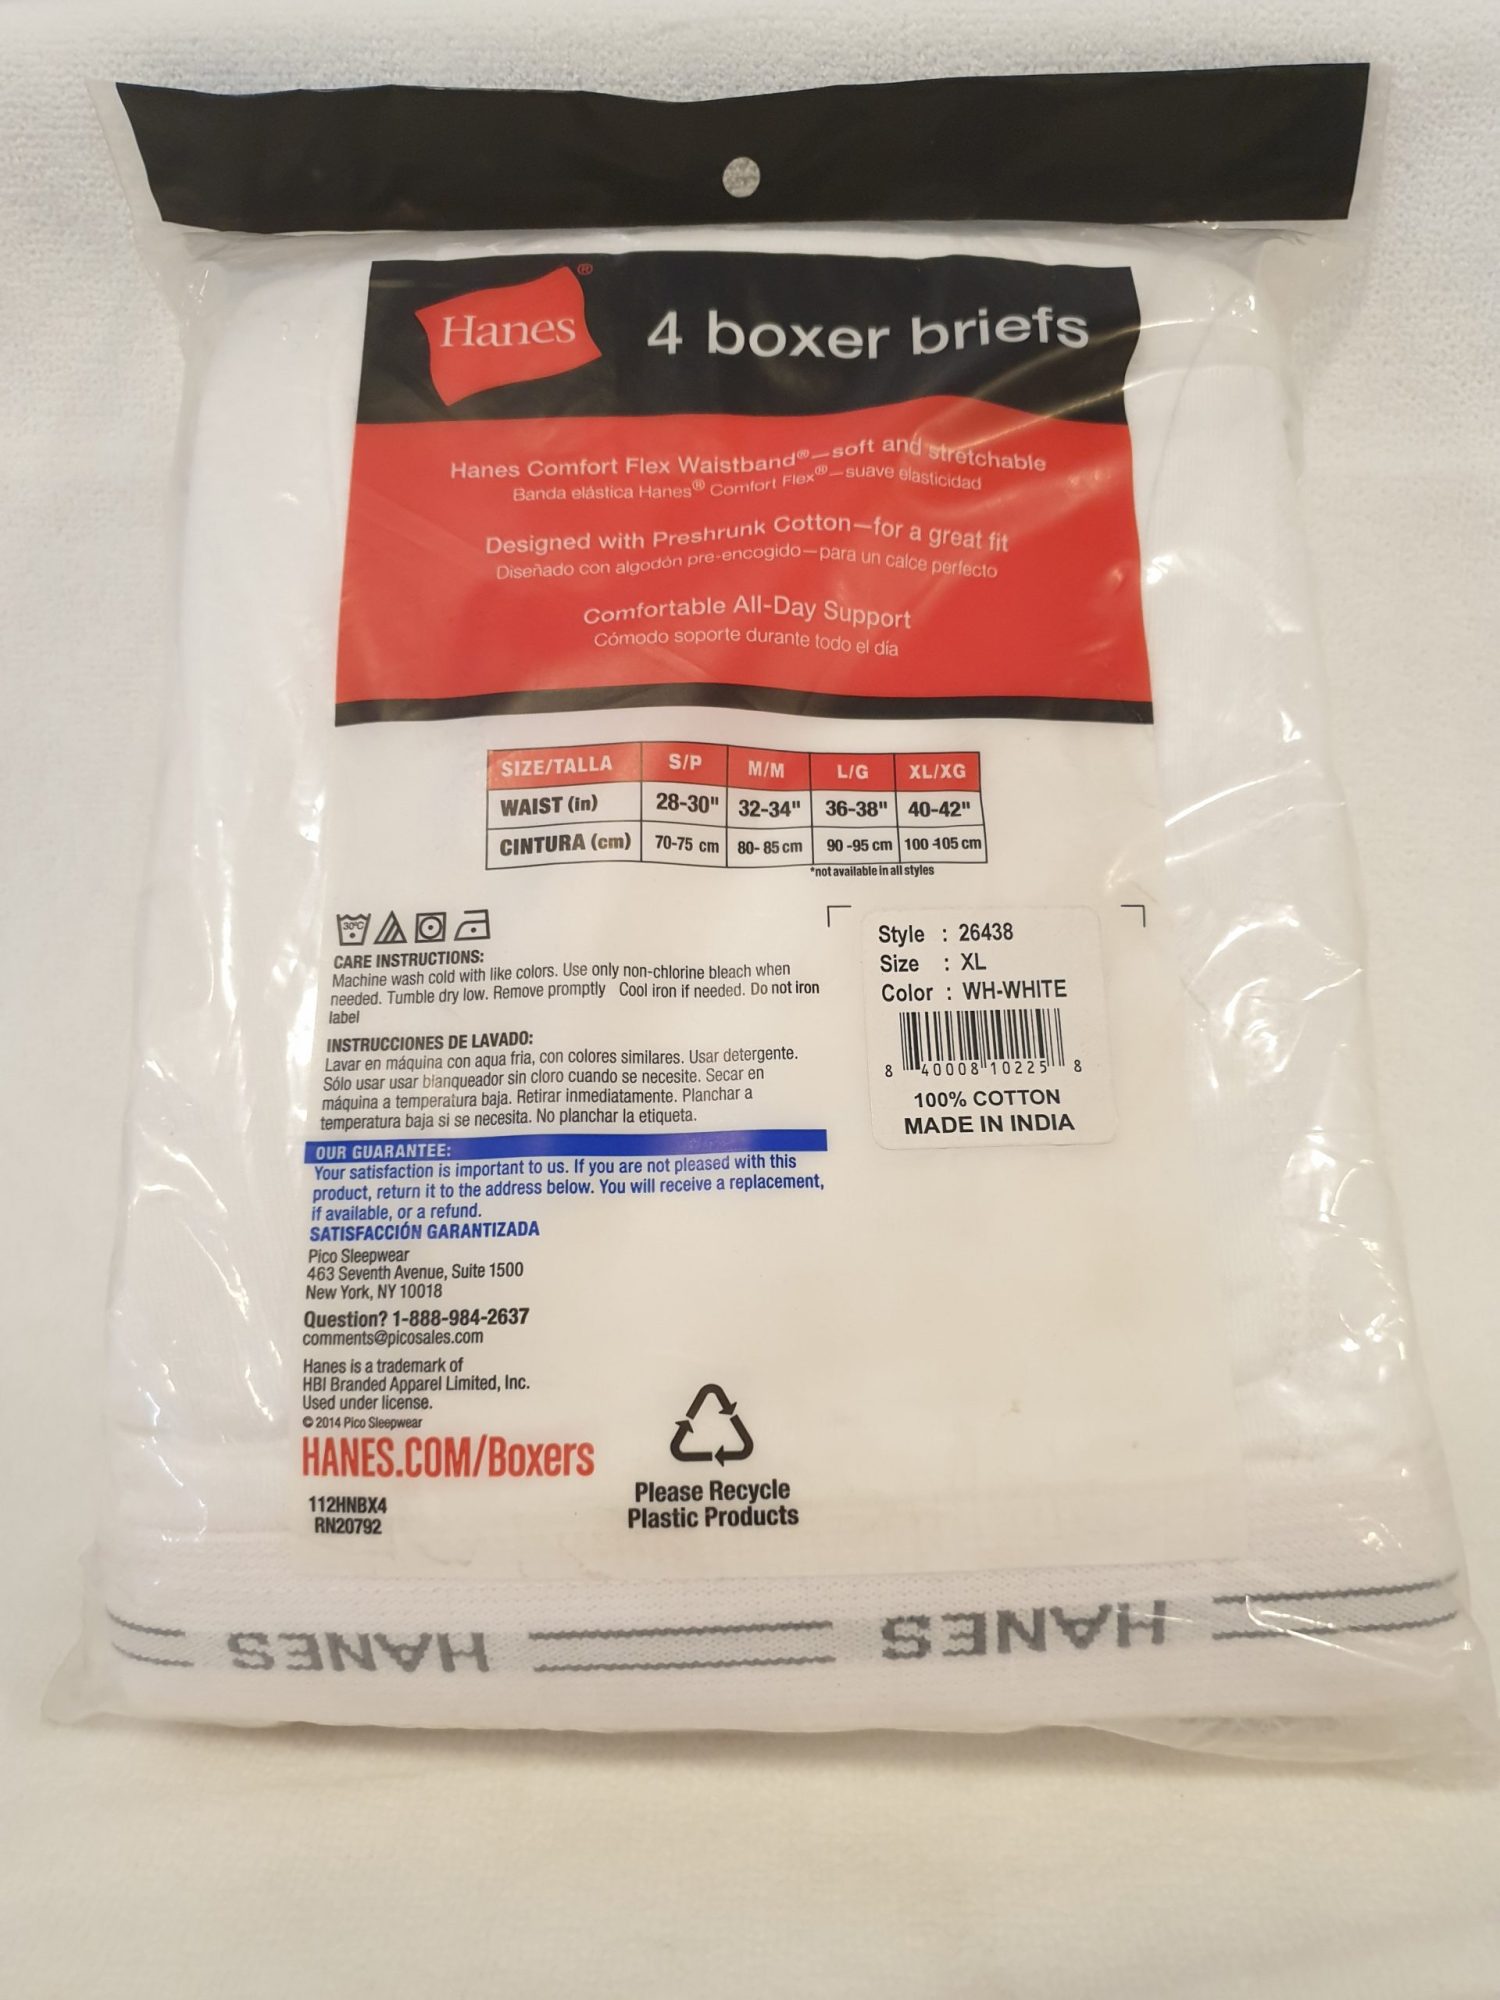 Hanes®
4 boxer briefs
Hanes Comfort Flex Waistband®—soft and stretchable
Banda elástica Hanes® Comfort Flex®—suave elasticidad
Designed with Preshrunk Cotton—for a great fit
Diseñado con algodón pre-encogido—para un calce perfecto
Comfortable All-Day Support
Cómodo soporte durante todo el día
SIZE/TALLA S/P M/M L/G XL/XG
WAIST (in) 28-30" 32-34" 36-38" 40-42"
CINTURA (cm) 70-75 cm 80-85 cm 90-95 cm 100-105 cm
*not available in all styles
30°C
CARE INSTRUCTIONS:
Machine wash cold with like colors. Use only non-chlorine bleach when
needed. Tumble dry low. Remove promptly Cool iron if needed. Do not iron
label
INSTRUCCIONES DE LAVADO:
Lavar en máquina con aqua fria, con colores similares. Usar detergente.
Sólo usar usar blanqueador sin cloro cuando se necesite. Secar en
máquina a temperatura baja. Retirar inmediatamente. Planchar a
temperatura baja si se necesita. No planchar la etiqueta.
OUR GUARANTEE:
Your satisfaction is important to us. If you are not pleased with this
product, return it to the address below. You will receive a replacement,
if available, or a refund.
SATISFACCIÓN GARANTIZADA
Pico Sleepwear
463 Seventh Avenue, Suite 1500
New York, NY 10018
Question? 1-888-984-2637
comments@picosales.com
Hanes is a trademark of
HBI Branded Apparel Limited, Inc.
Used under license.
© 2014 Pico Sleepwear
HANES.COM/Boxers
112HNBX4
RN20792
Style : 26438
Size : XL
Color : WH-WHITE
8 40008 10225 8
100% COTTON
MADE IN INDIA
Please Recycle
Plastic Products
HANES HANES